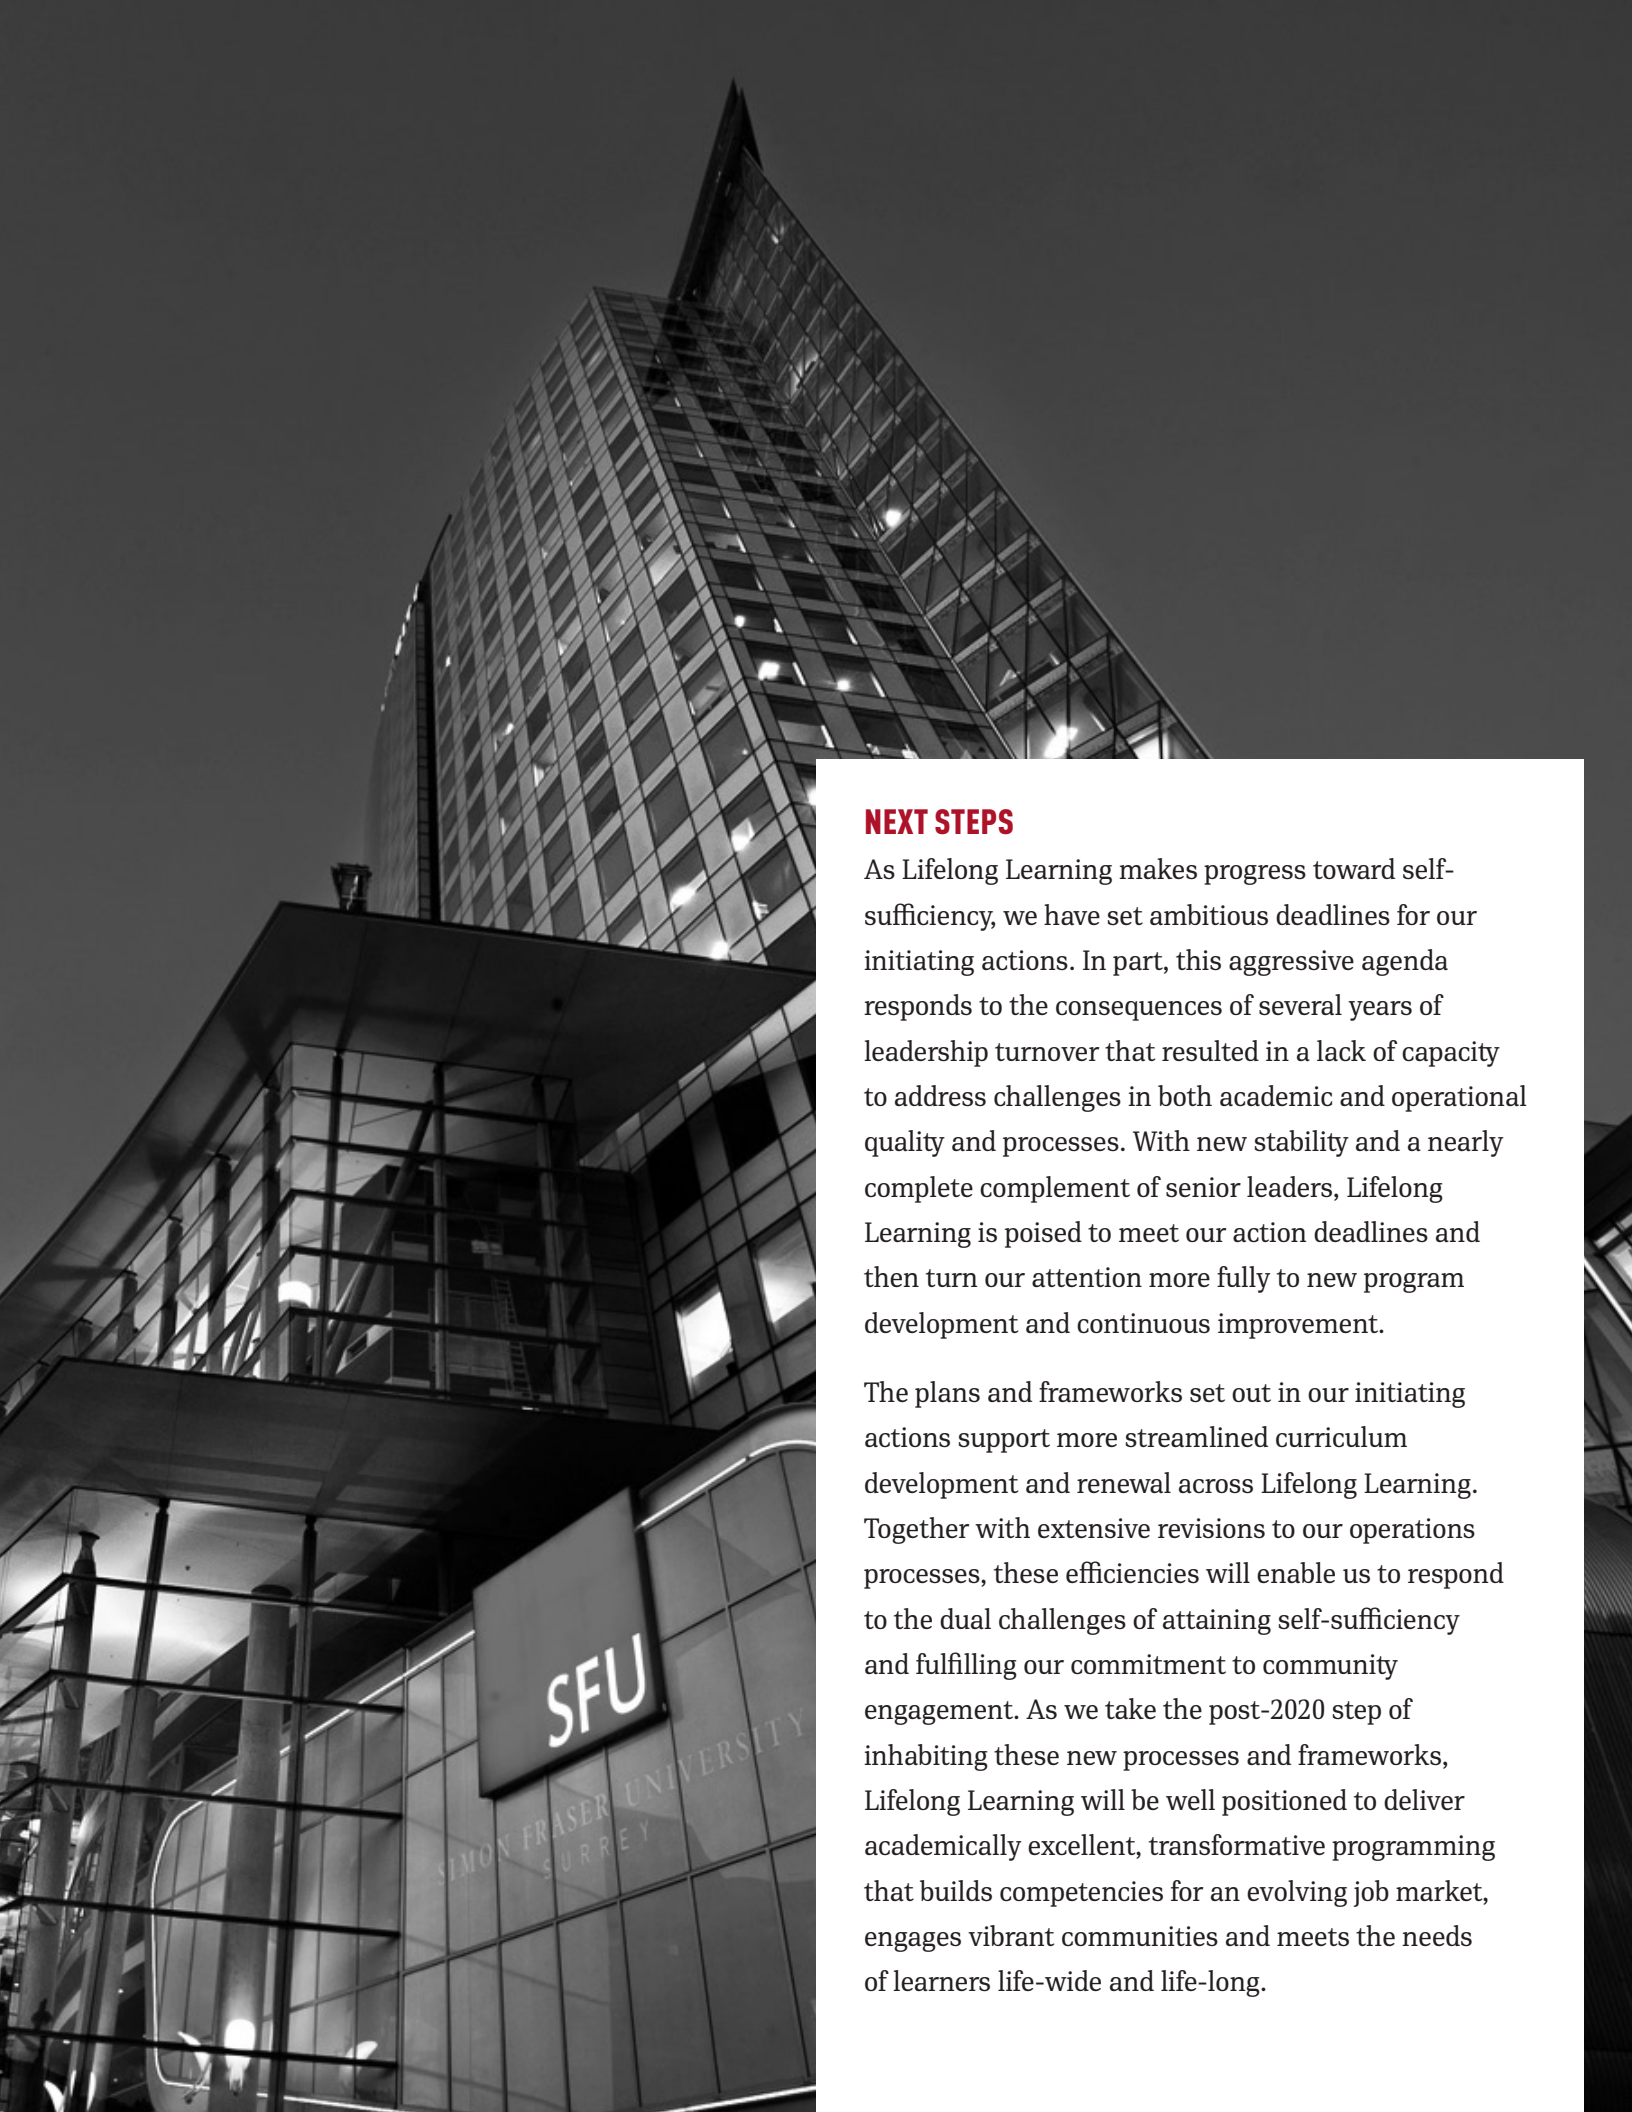 NEXT STEPS
As Lifelong Learning makes progress toward self-
sufficiency, we have set ambitious deadlines for our
initiating actions. In part, this aggressive agenda
responds to the consequences of several years of
leadership turnover that resulted in a lack of capacity
to address challenges in both academic and operational
quality and processes. With new stability and a nearly
complete complement of senior leaders, Lifelong
Learning is poised to meet our action deadlines and
then turn our attention more fully to new program
development and continuous improvement.
The plans and frameworks set out in our initiating
actions support more streamlined curriculum
development and renewal across Lifelong Learning.
Together with extensive revisions to our operations
processes, these efficiencies will enable us to respond
to the dual challenges of attaining self-sufficiency
and fulfilling our commitment to community
engagement. As we take the post-2020 step of
inhabiting these new processes and frameworks,
Lifelong Learning will be well positioned to deliver
academically excellent, transformative programming
that builds competencies for an evolving job market,
engages vibrant communities and meets the needs
of learners life-wide and life-long.
SFU
SIMON FRASER UNIVERSITY
SURREY